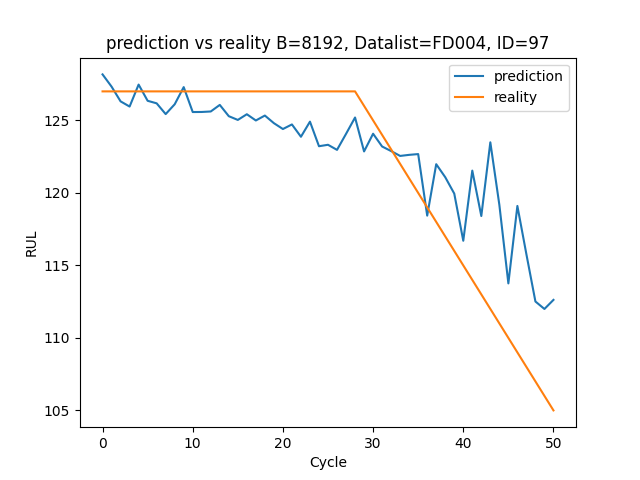 prediction vs reality B=8192, Datalist=FD004, ID=97
prediction
reality
RUL
125
120
115
110
105
0 10 20 30 40 50
Cycle